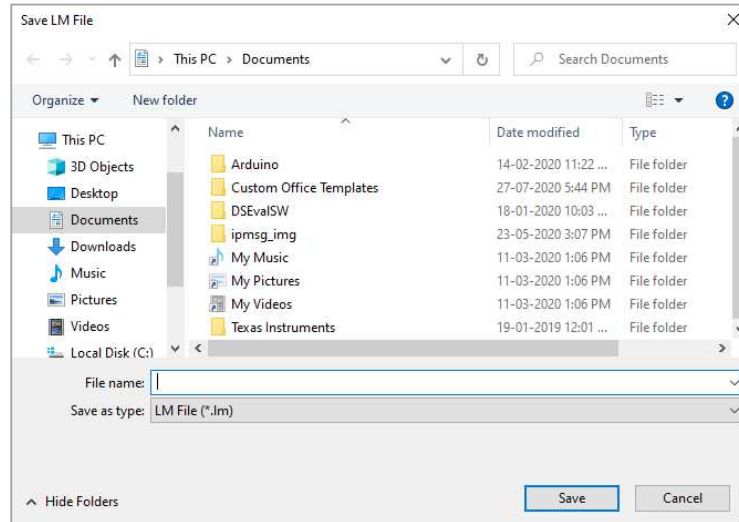 Save LM File
This PC > Documents
Search Documents
Organize
New folder
This PC
3D Objects
Desktop
Documents
Downloads
Music
Pictures
Videos
Local Disk (C:)
Name Date modified Type
Arduino 14-02-2020 11:22 ... File folder
Custom Office Templates 27-07-2020 5:44 PM File folder
DSEvalSW 18-01-2020 10:03 ... File folder
ipmsg_img 23-05-2020 3:07 PM File folder
My Music 11-03-2020 1:06 PM File folder
My Pictures 11-03-2020 1:06 PM File folder
My Videos 11-03-2020 1:06 PM File folder
Texas Instruments 19-01-2019 12:01 ... File folder
File name:
Save as type: LM File (*.lm)
Hide Folders
Save
Cancel